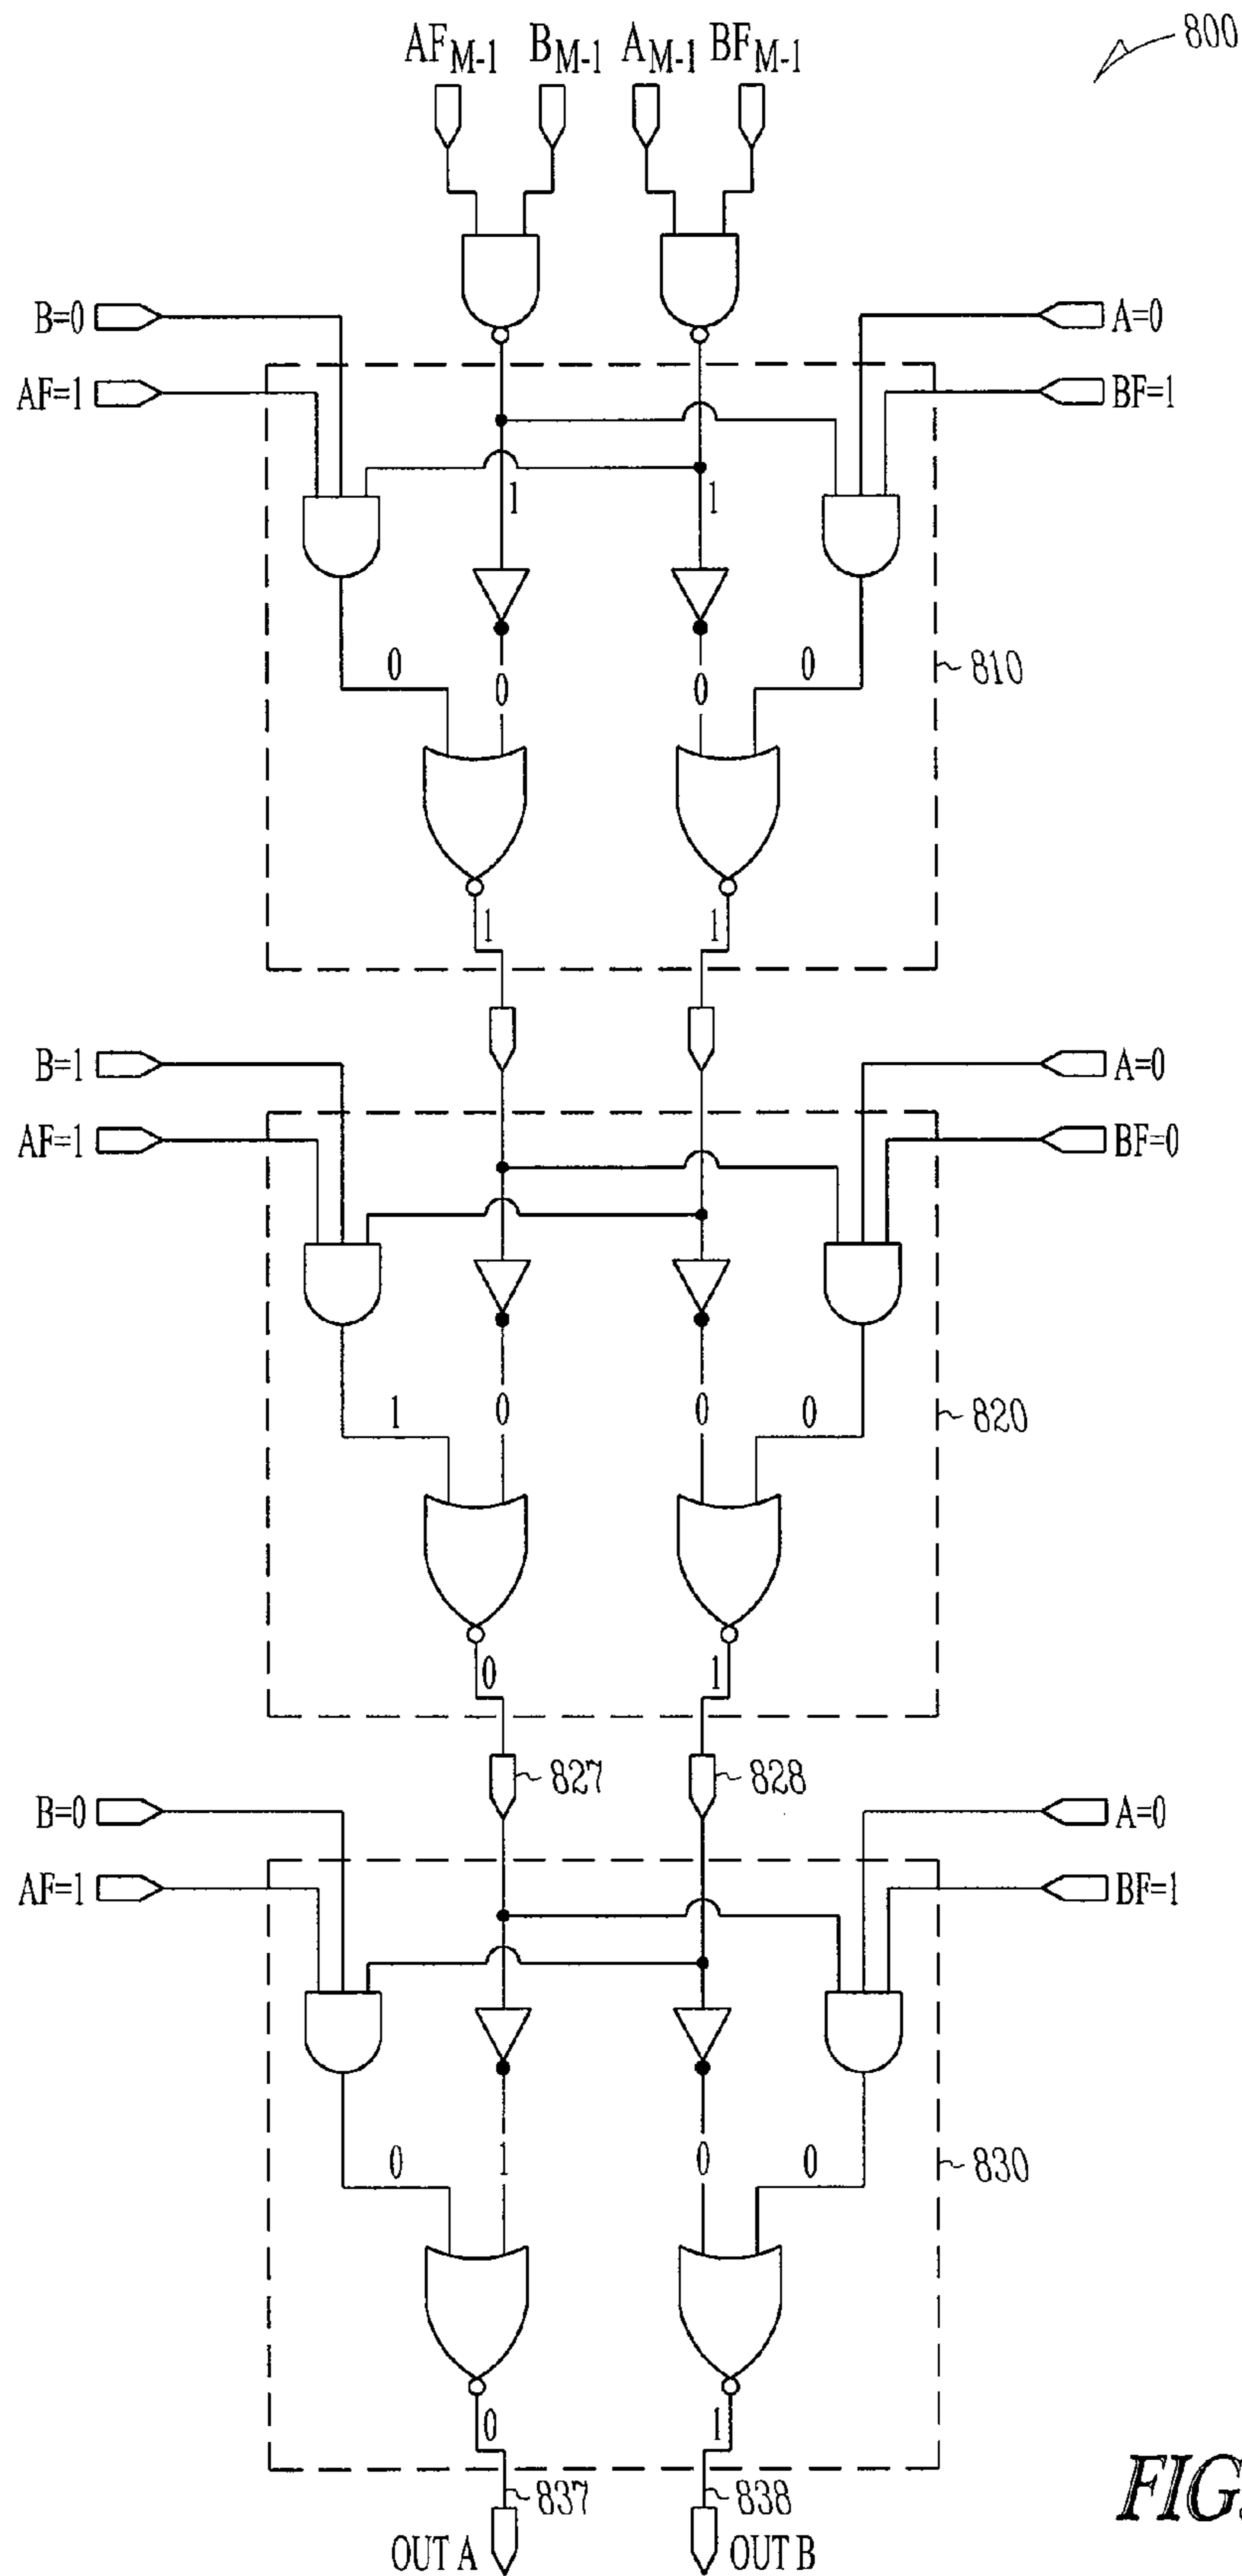 800
AF_M-1 B_M-1 A_M-1 BF_M-1
B=0 A=0
AF=1 BF=1
1 1
0 0 0 0
810
1 1
B=1 A=0
AF=1 BF=0
1 0 0 0
820
0 1
827 828
B=0 A=0
AF=1 BF=1
0 1 0 0
830
0 1
837 838
OUT A OUT B
FIG.